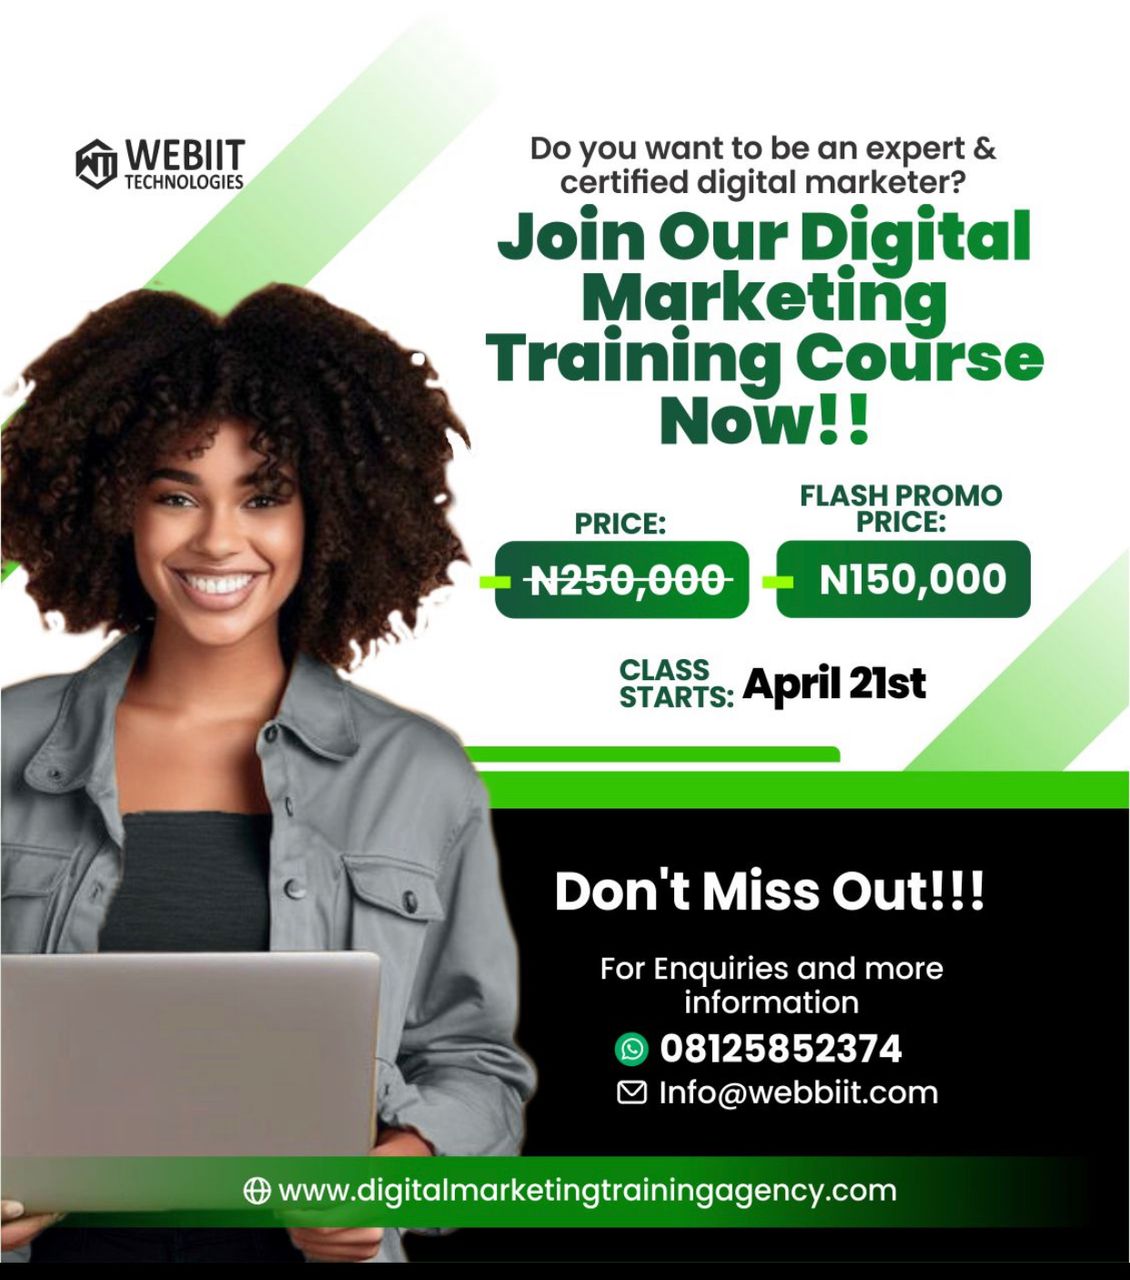 WEBIIT
TECHNOLOGIES
Do you want to be an expert &
certified digital marketer?
Join Our Digital
Marketing
Training Course
Now!!
PRICE:
N250,000
FLASH PROMO
PRICE:
N150,000
CLASS
STARTS:
April 21st
Don't Miss Out!!!
For Enquiries and more
information
08125852374
Info@webbiit.com
www.digitalmarketingtrainingagency.com